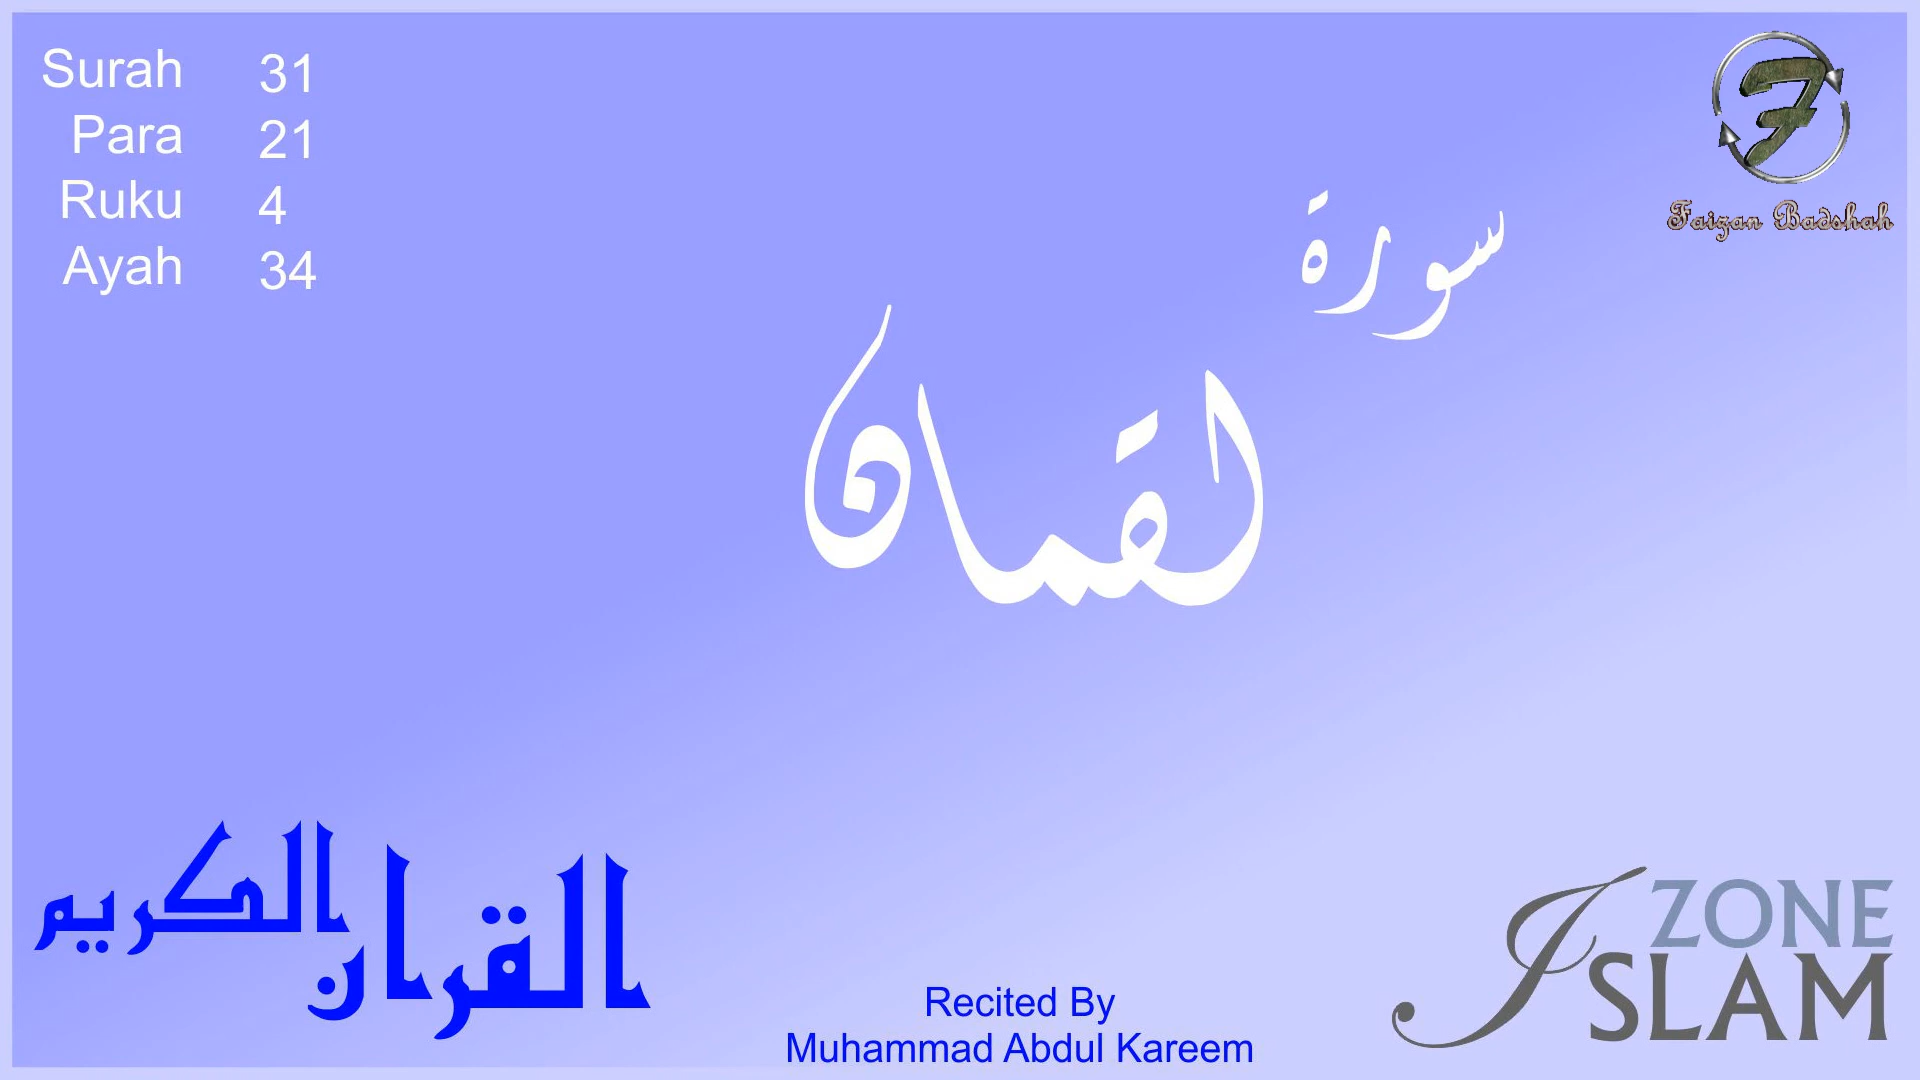 Surah 31
Para 21
Ruku 4
Ayah 34
Faizan Badshah
سورة
لقمان
القران
الكريم
Recited By
Muhammad Abdul Kareem
ZONE
ISLAM